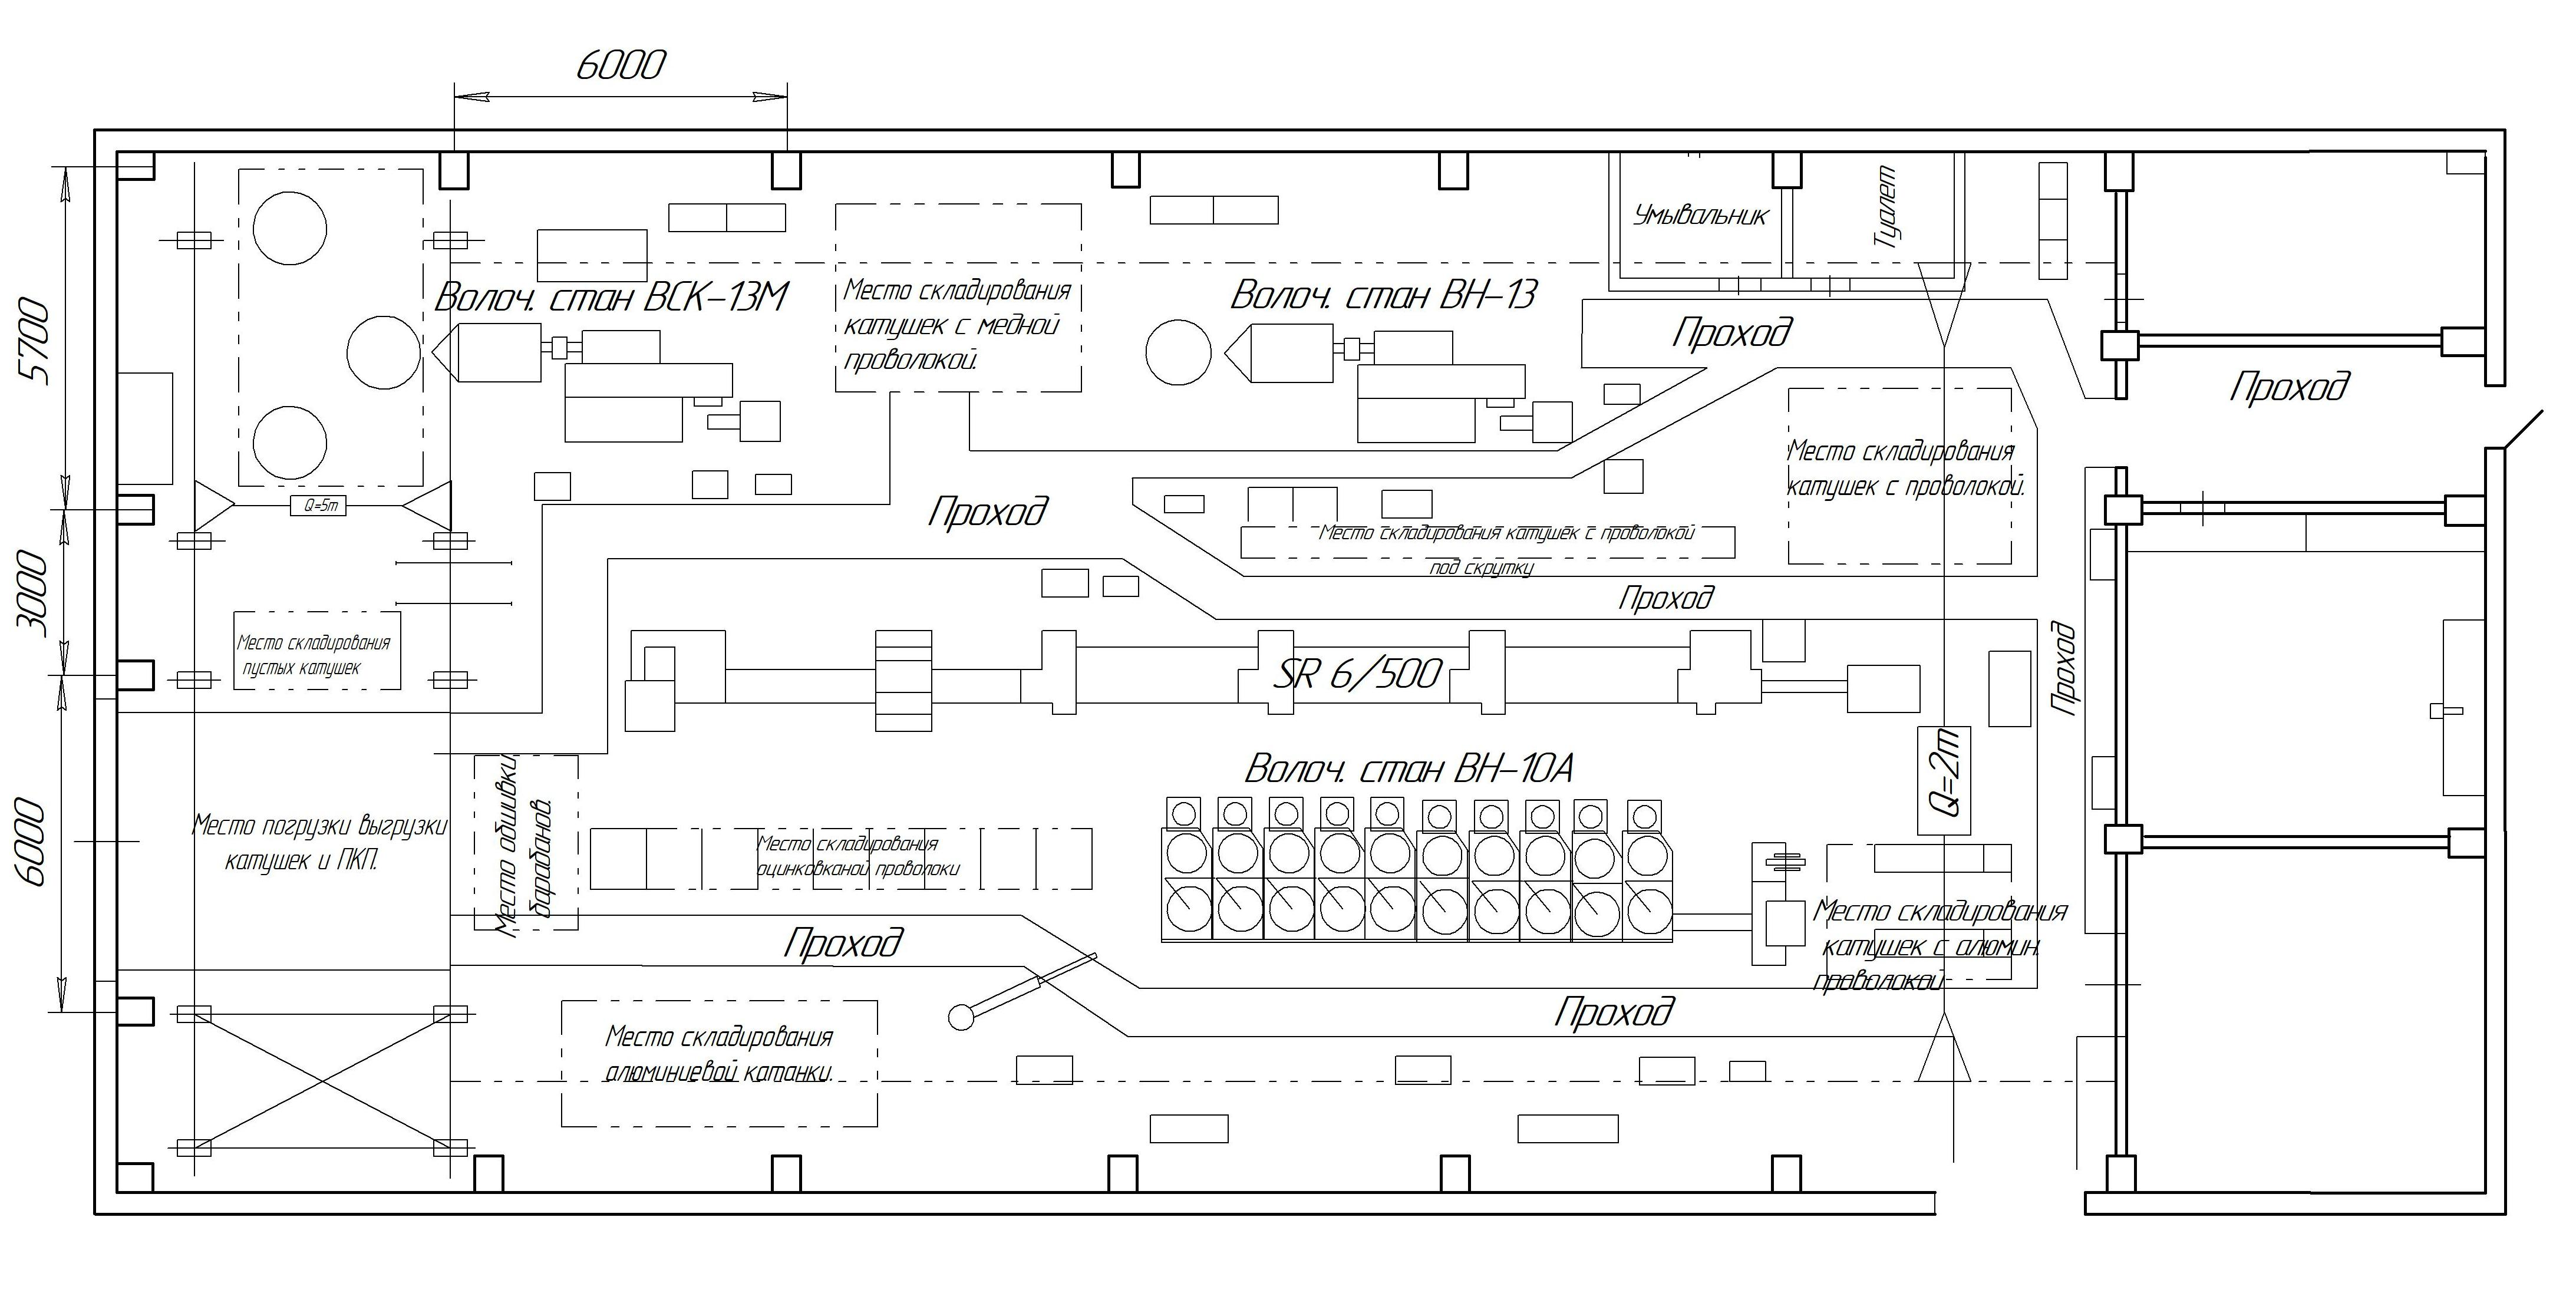 6000
5700
3000
6000
Волоч. стан ВСК-13М
Место складирования
катушек с медной
проволокой.
Волоч. стан ВН-13
Умывальник
Туалет
Проход
Проход
Место складирования
катушек с проволокой.
Q=5т
Проход
Место складирования катушек с проволокой
под скрутку
Проход
Проход
Место складирования
пустых катушек
SR 6/500
Q=2т
Волоч. стан ВН-10А
Место погрузки выгрузки
катушек и ПКП.
Место обшивки
барабанов.
Место складирования
оцинковканой проволоки
Проход
Место складирования
катушек с алюмин.
проволокой
Проход
Место складирования
алюминиевой катанки.